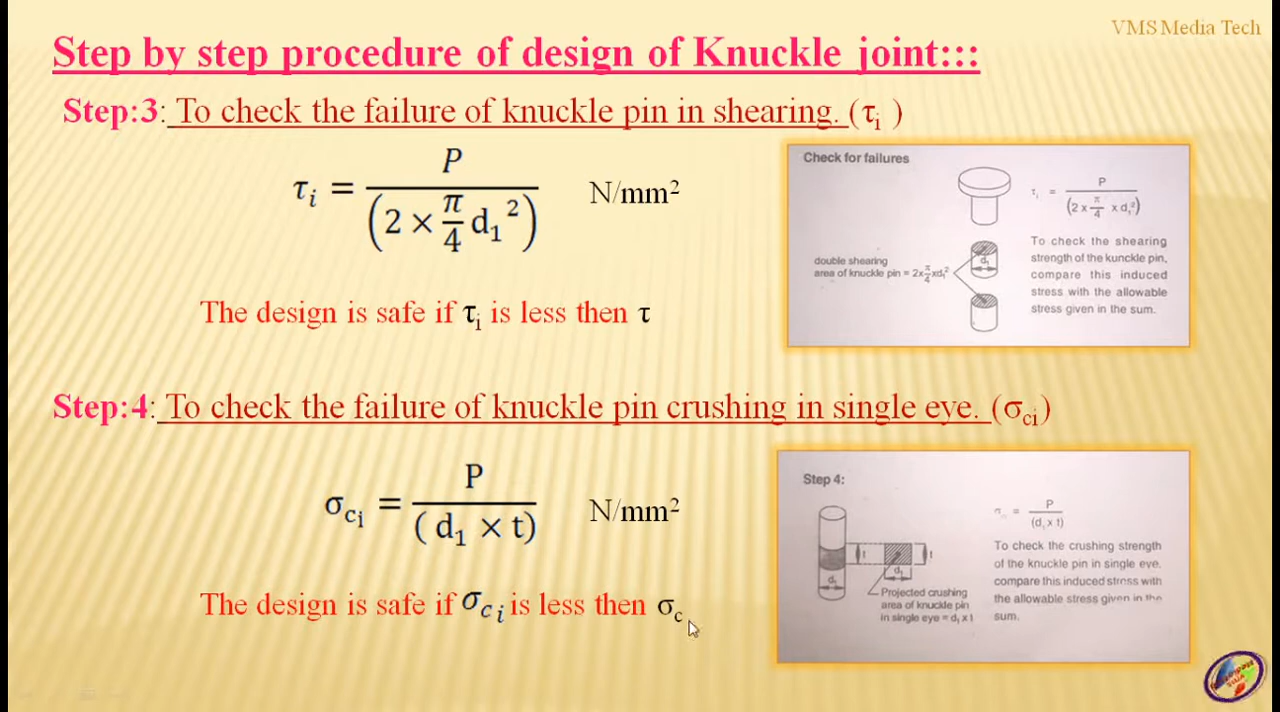 VMS Media Tech
Step by step procedure of design of Knuckle joint:::
Step:3: To check the failure of knuckle pin in shearing. (τi )
τi = P / (2 × π/4 d₁²) N/mm²
The design is safe if τi is less then τ
Check for failures
τi = P / (2 x π/4 x d₁²)
double shearing
area of knuckle pin = 2x π/4 xd₁²
d₁
To check the shearing
strength of the kunckle pin,
compare this induced
stress with the allowable
stress given in the sum.
Step:4: To check the failure of knuckle pin crushing in single eye. (σci)
σci = P / ( d₁ × t) N/mm²
The design is safe if σci is less then σc
Step 4:
= P / (d₁ x t)
t
t
d₁
d₁
Projected crushing
area of knuckle pin
in single eye = d₁ x t
To check the crushing strength
of the knuckle pin in single eye.
compare this induced stress with
the allowable stress given in the
sum.